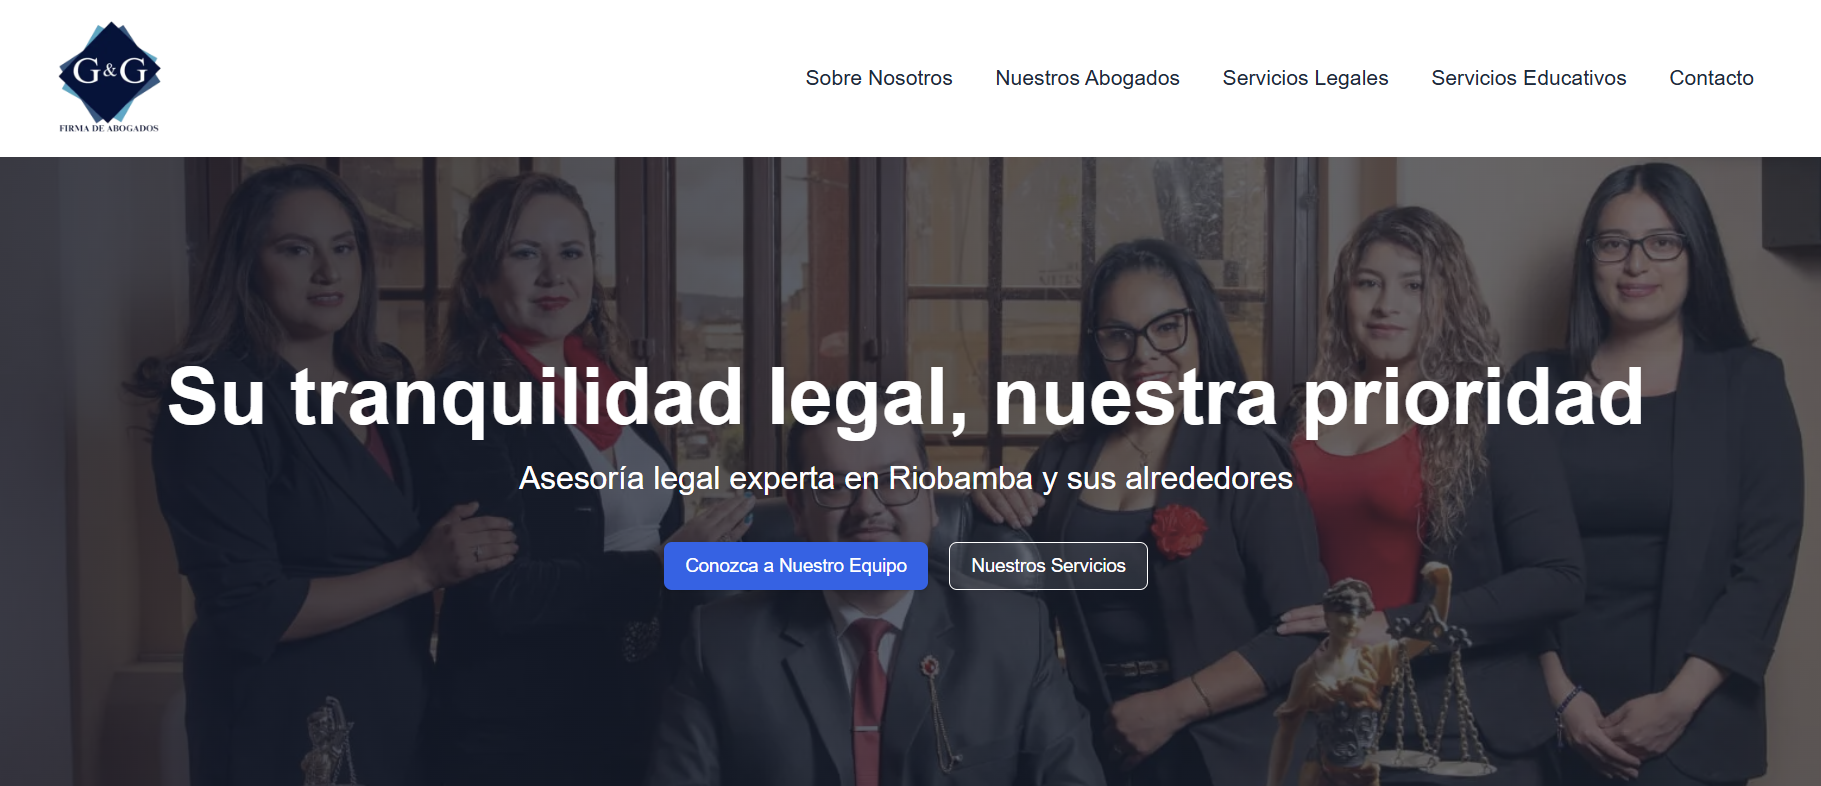 G&G
FIRMA DE ABOGADOS
Sobre Nosotros
Nuestros Abogados
Servicios Legales
Servicios Educativos
Contacto
Su tranquilidad legal, nuestra prioridad
Asesoría legal experta en Riobamba y sus alrededores
Conozca a Nuestro Equipo
Nuestros Servicios